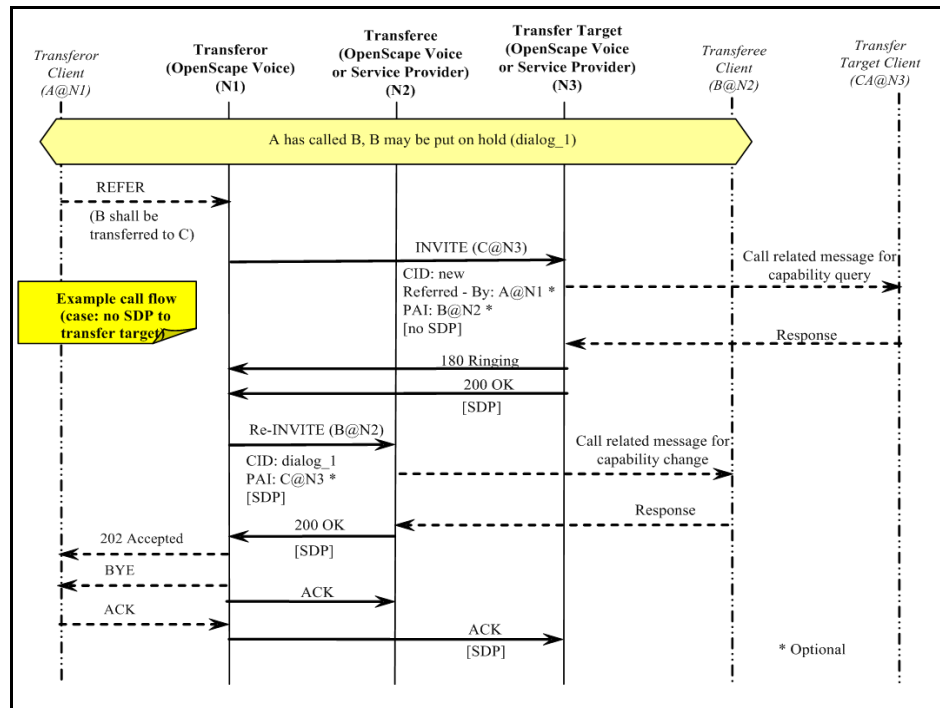 Transferor
Client
(A@N1)
Transferor
(OpenScape Voice)
(N1)
Transferee
(OpenScape Voice
or Service Provider)
(N2)
Transfer Target
(OpenScape Voice
or Service Provider)
(N3)
Transferee
Client
(B@N2)
Transfer
Target Client
(CA@N3)
A has called B, B may be put on hold (dialog_1)
REFER
(B shall be
transferred to C)
INVITE (C@N3)
CID: new
Referred - By: A@N1 *
PAI: B@N2 *
[no SDP]
Call related message for
capability query
Example call flow
(case: no SDP to
transfer target)
Response
180 Ringing
200 OK
[SDP]
Re-INVITE (B@N2)
CID: dialog_1
PAI: C@N3 *
[SDP]
Call related message for
capability change
Response
200 OK
[SDP]
202 Accepted
BYE
ACK
ACK
ACK
[SDP]
* Optional